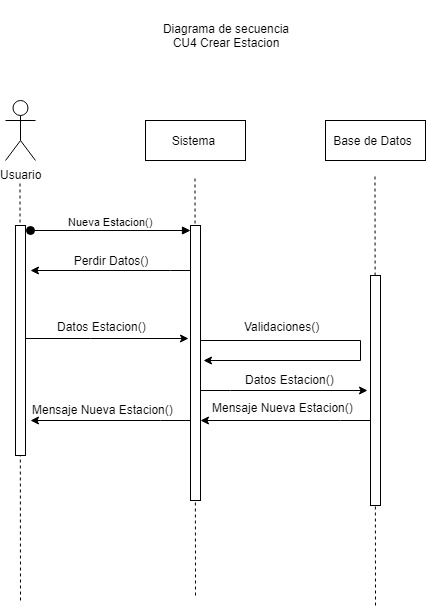 Diagrama de secuencia
CU4 Crear Estacion
Usuario
Sistema
Base de Datos
Nueva Estacion()
Perdir Datos()
Datos Estacion()
Validaciones()
Datos Estacion()
Mensaje Nueva Estacion()
Mensaje Nueva Estacion()